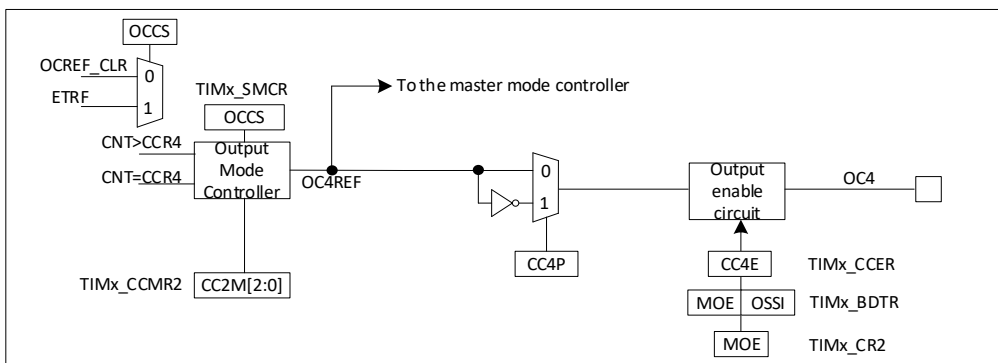 OCCS
OCREF_CLR
0
ETRF
1
TIMx_SMCR
OCCS
To the master mode controller
CNT>CCR4
CNT=CCR4
Output
Mode
Controller
OC4REF
0
1
CC4P
Output
enable
circuit
OC4
TIMx_CCMR2
CC2M[2:0]
CC4E
TIMx_CCER
MOE
OSSI
TIMx_BDTR
MOE
TIMx_CR2